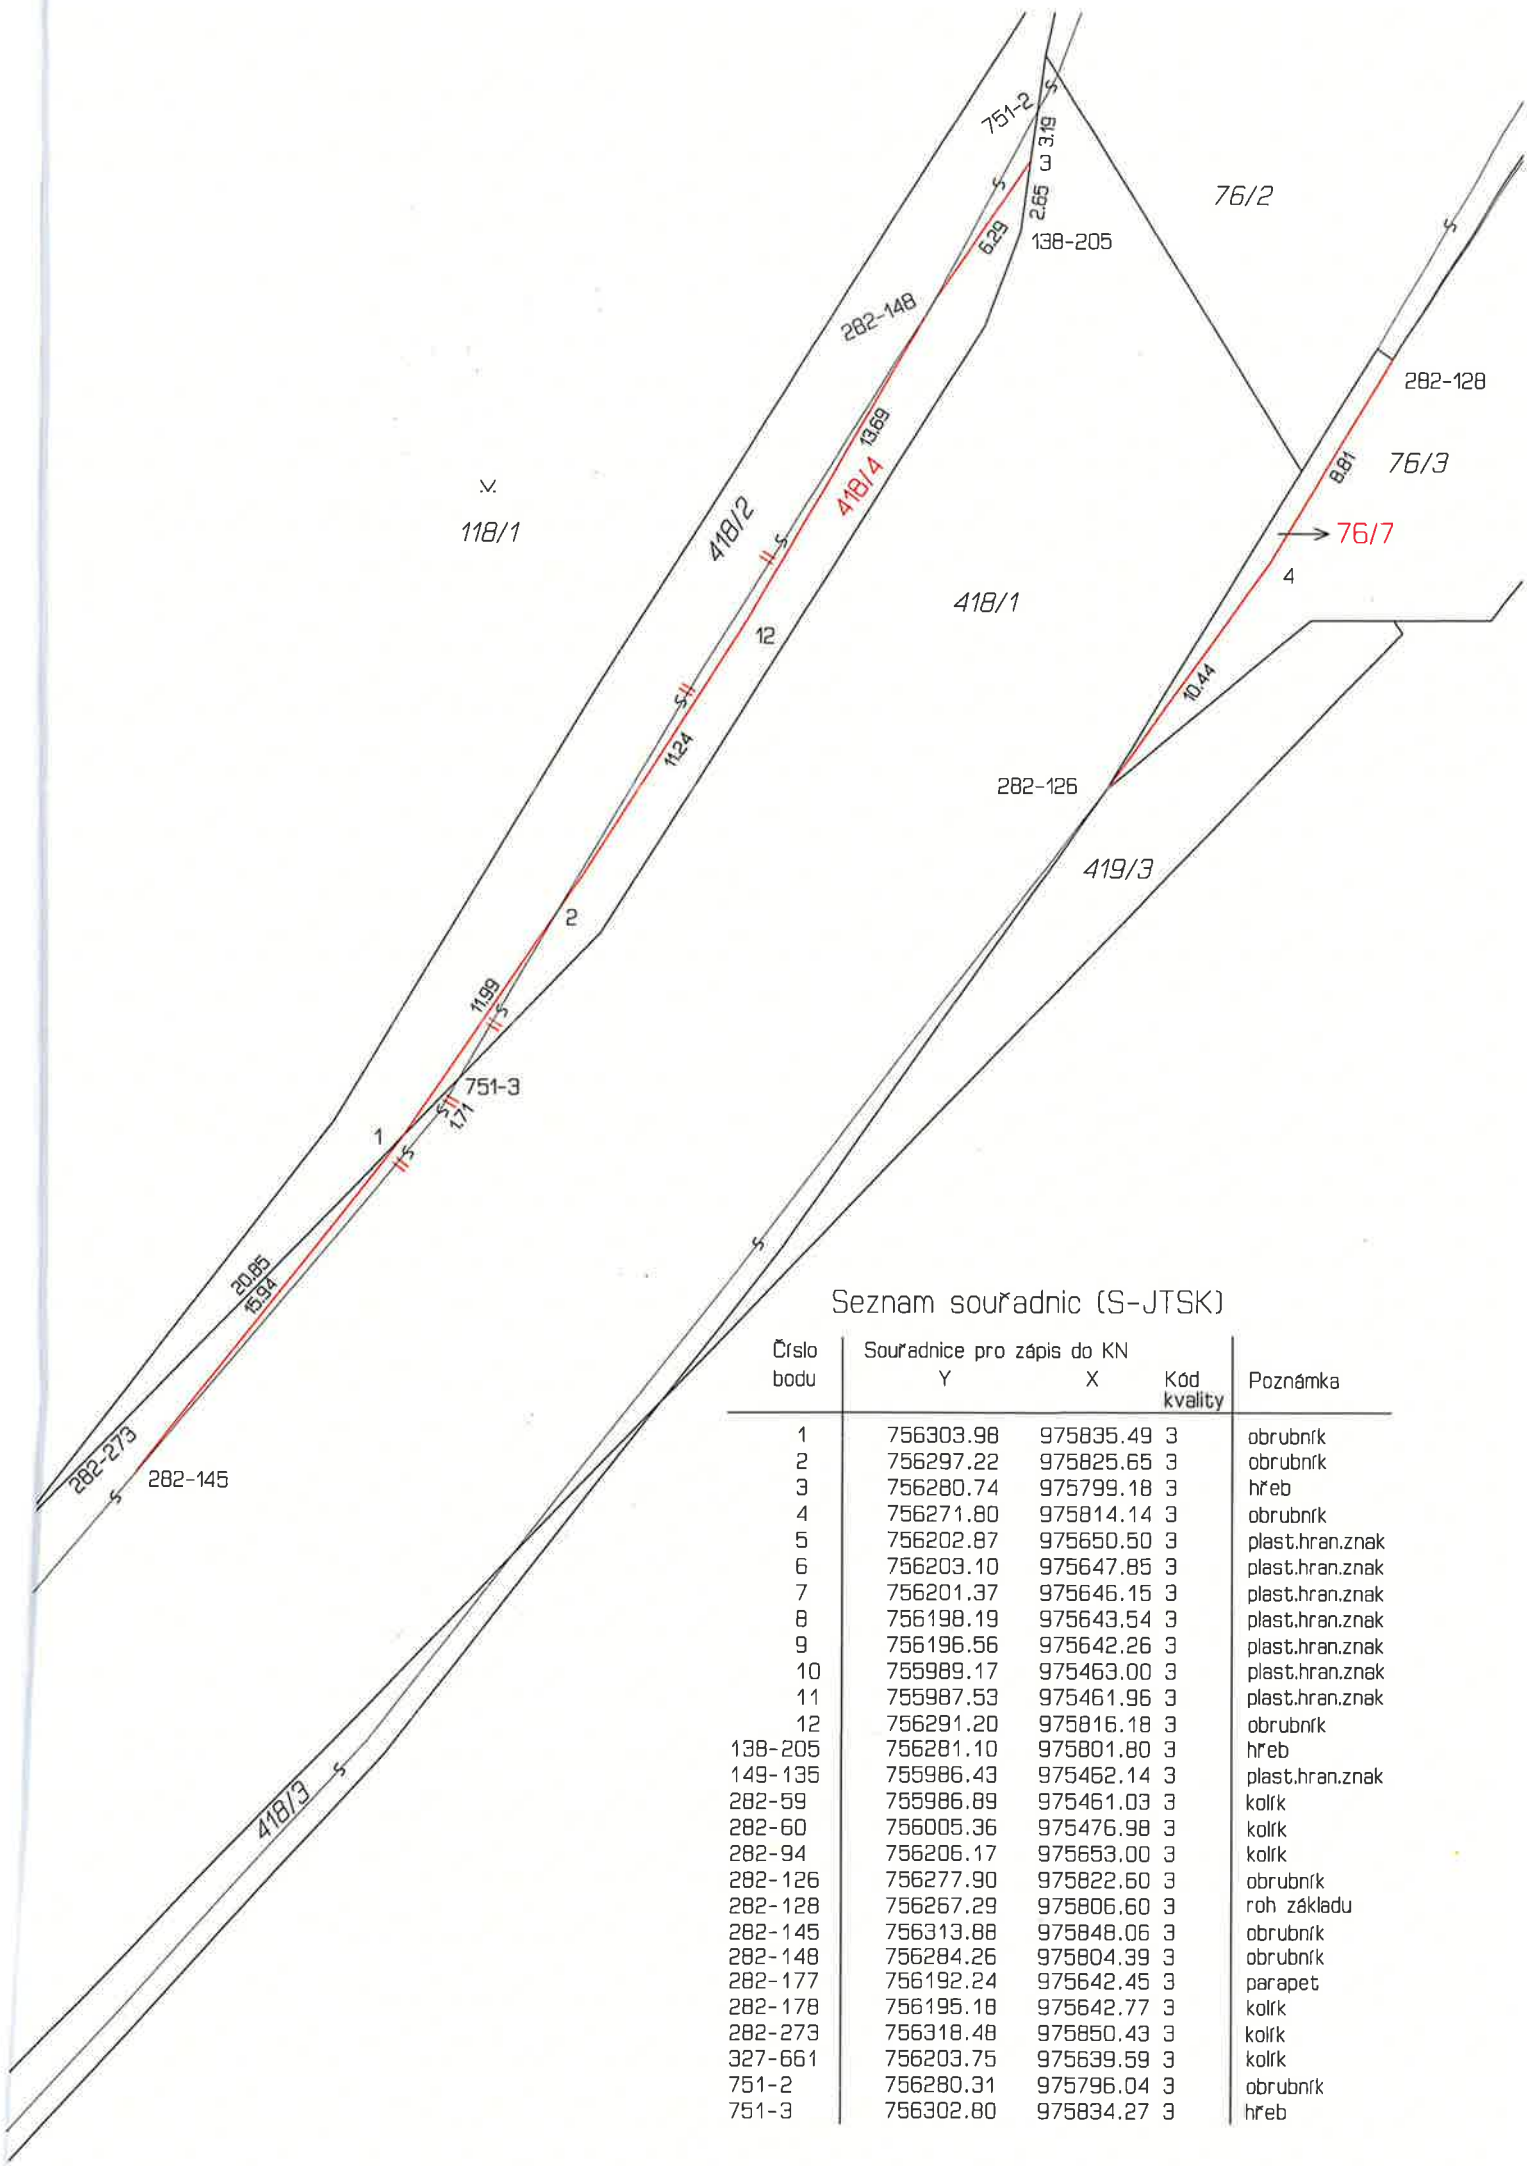 751-2
3.19
3
2.65
76/2
6.29
138-205
282-148
282-128
13.69
76/3
8.81
418/4
118/1
418/2
76/7
4
418/1
12
10.44
11.24
282-126
419/3
2
11.99
751-3
1.71
1
20.85
15.94
282-273
282-145
418/3
Seznam souřadnic (S-JTSK)
Číslo bodu Souřadnice pro zápis do KN
Y X Kód kvality Poznámka
1 756303.98 975835.49 3 obrubník
2 756297.22 975825.65 3 obrubník
3 756280.74 975799.18 3 hřeb
4 756271.80 975814.14 3 obrubník
5 756202.87 975650.50 3 plast.hran.znak
6 756203.10 975647.85 3 plast.hran.znak
7 756201.37 975646.15 3 plast.hran.znak
8 756198.19 975643.54 3 plast.hran.znak
9 756196.56 975642.26 3 plast.hran.znak
10 755989.17 975463.00 3 plast.hran.znak
11 755987.53 975461.96 3 plast.hran.znak
12 756291.20 975816.18 3 obrubník
138-205 756281.10 975801.80 3 hřeb
149-135 755986.43 975462.14 3 plast.hran.znak
282-59 755986.89 975461.03 3 kolík
282-60 756005.36 975476.98 3 kolík
282-94 756206.17 975653.00 3 kolík
282-126 756277.90 975822.60 3 obrubník
282-128 756267.29 975806.60 3 roh základu
282-145 756313.88 975848.06 3 obrubník
282-148 756284.26 975804.39 3 obrubník
282-177 756192.24 975642.45 3 parapet
282-178 756195.18 975642.77 3 kolík
282-273 756318.48 975850.43 3 kolík
327-661 756203.75 975639.59 3 kolík
751-2 756280.31 975796.04 3 obrubník
751-3 756302.80 975834.27 3 hřeb